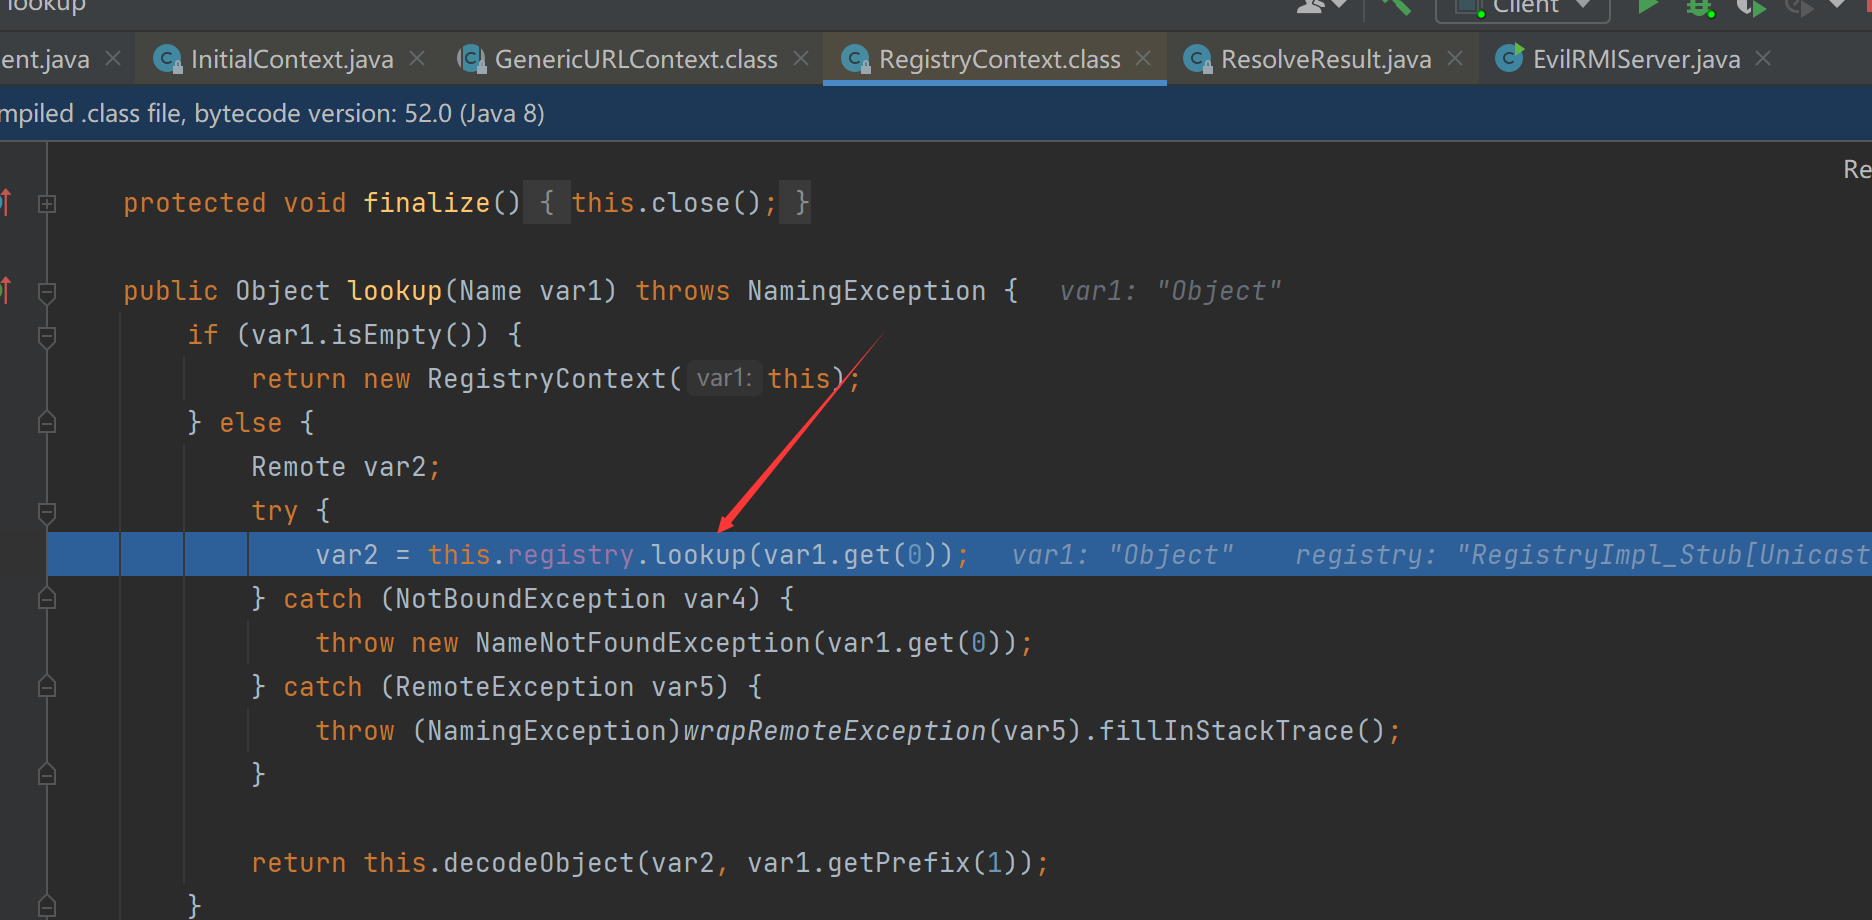 lookup
Client
ent.java InitialContext.java GenericURLContext.class RegistryContext.class ResolveResult.java EvilRMIServer.java
mpiled .class file, bytecode version: 52.0 (Java 8)
Re
protected void finalize() { this.close(); }
public Object lookup(Name var1) throws NamingException { var1: "Object"
if (var1.isEmpty()) {
return new RegistryContext( var1: this);
} else {
Remote var2;
try {
var2 = this.registry.lookup(var1.get(0)); var1: "Object" registry: "RegistryImpl_Stub[Unicast
} catch (NotBoundException var4) {
throw new NameNotFoundException(var1.get(0));
} catch (RemoteException var5) {
throw (NamingException)wrapRemoteException(var5).fillInStackTrace();
}
return this.decodeObject(var2, var1.getPrefix(1));
}